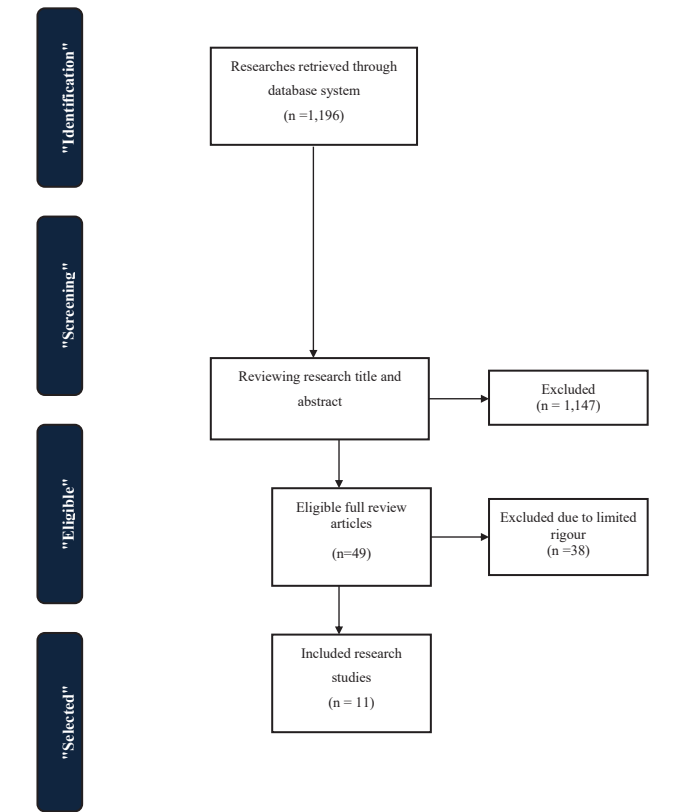 "Identification"
Researches retrieved through
database system
(n =1,196)
"Screening"
Reviewing research title and
abstract
Excluded
(n = 1,147)
"Eligible"
Eligible full review
articles
(n=49)
Excluded due to limited
rigour
(n =38)
"Selected"
Included research
studies
(n = 11)